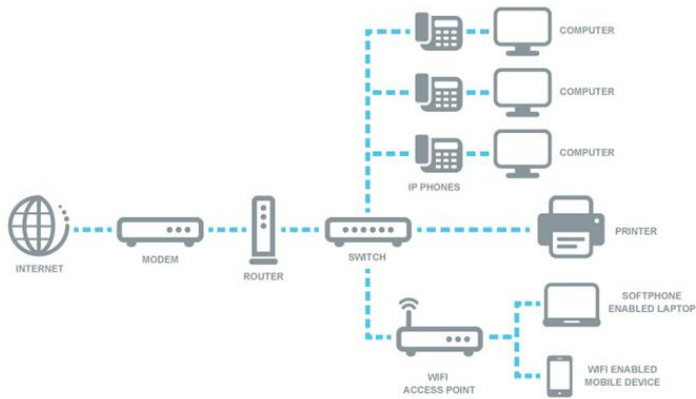 COMPUTER
COMPUTER
COMPUTER
IP PHONES
INTERNET
MODEM
ROUTER
SWITCH
PRINTER
SOFTPHONE
ENABLED LAPTOP
WIFI
ACCESS POINT
WIFI ENABLED
MOBILE DEVICE